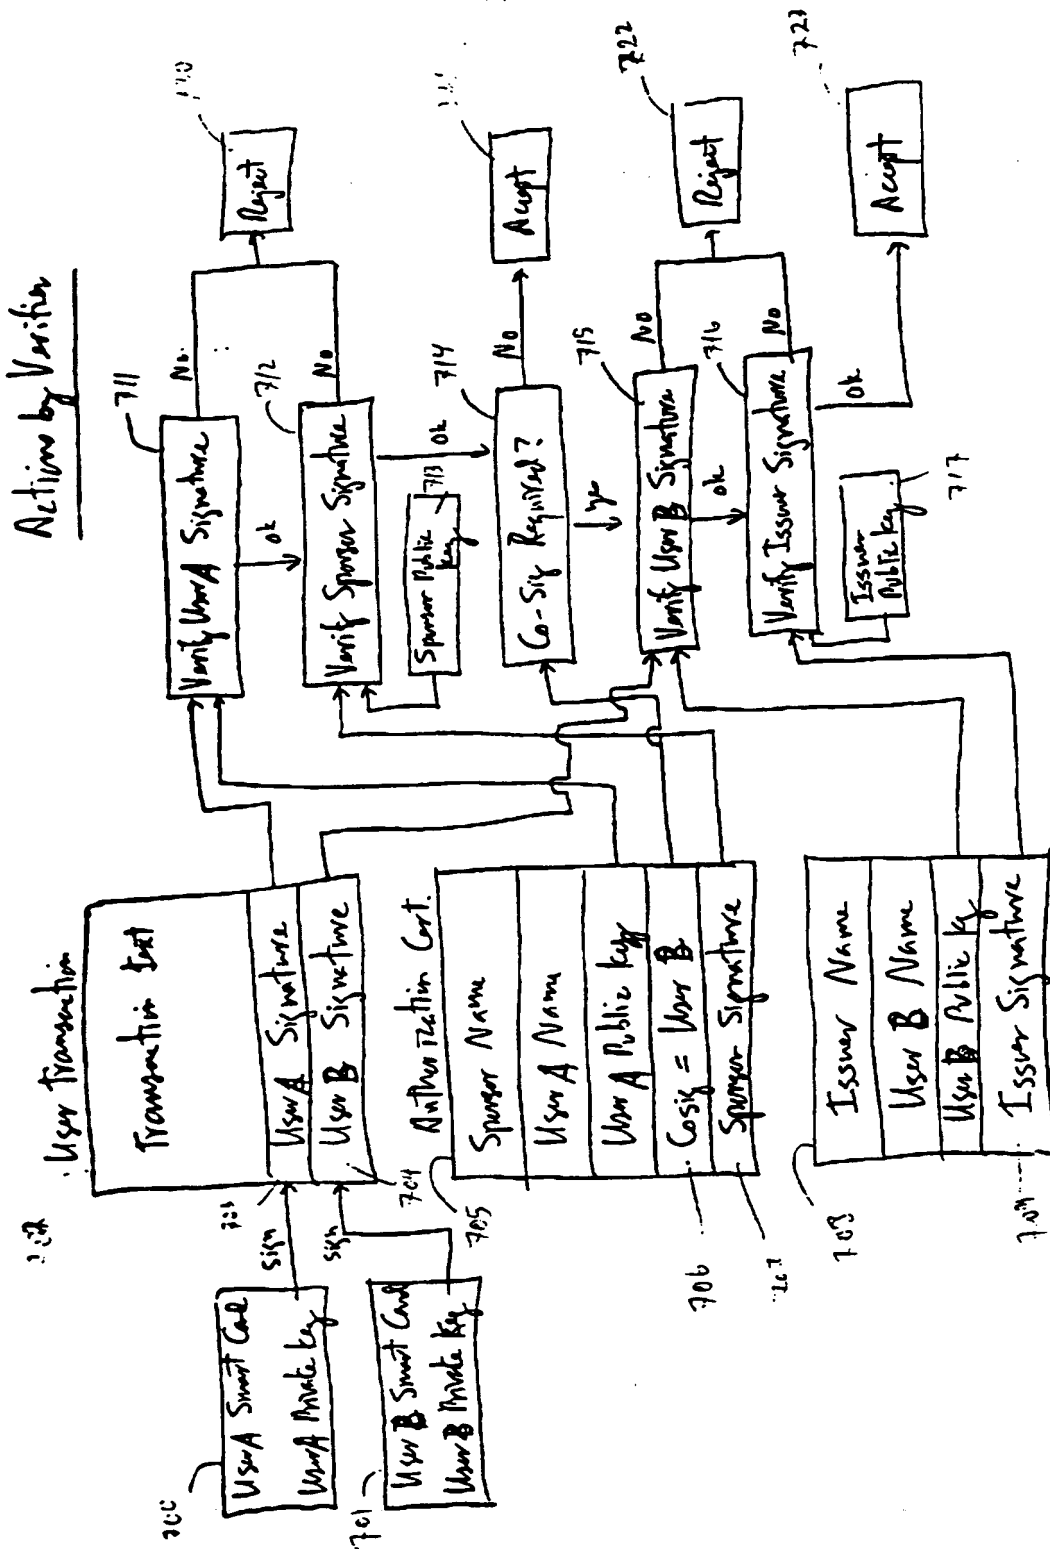 Actions by Verifier
User Transaction
Transaction Text
User A Signature
User B Signature
704
700
User A Smart Card
User A Private key
sign
701
User B Smart Card
User B Private key
sign
Authorization Cert.
705
Sponsor Name
User A Name
User A Public key
Cosig = User B
706
Sponsor Signature
Issuer Name
User B Name
User B Public key
Issuer Signature
708
Verify User A Signature
711
No
ok
Verify Sponsor Signature
712
No
ok
Sponsor Public
key
713
Reject
Co-Sig Required?
714
No
yes
Accept
Verify User B Signature
715
No
ok
Verify Issuer Signature
716
No
ok
Issuer
Public key
717
Reject
722
Accept
723